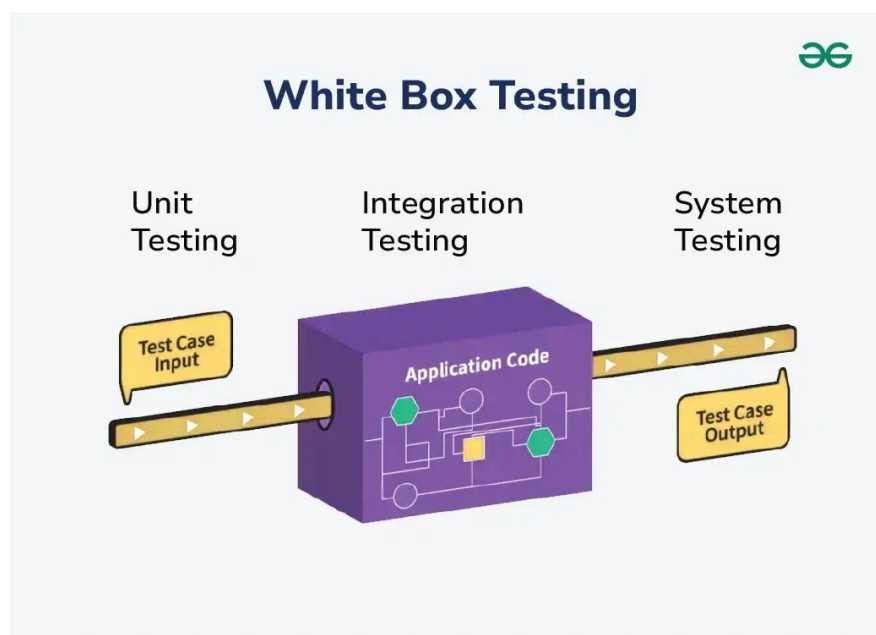 White Box Testing
Unit
Testing
Integration
Testing
System
Testing
Test Case
Input
Application Code
Test Case
Output